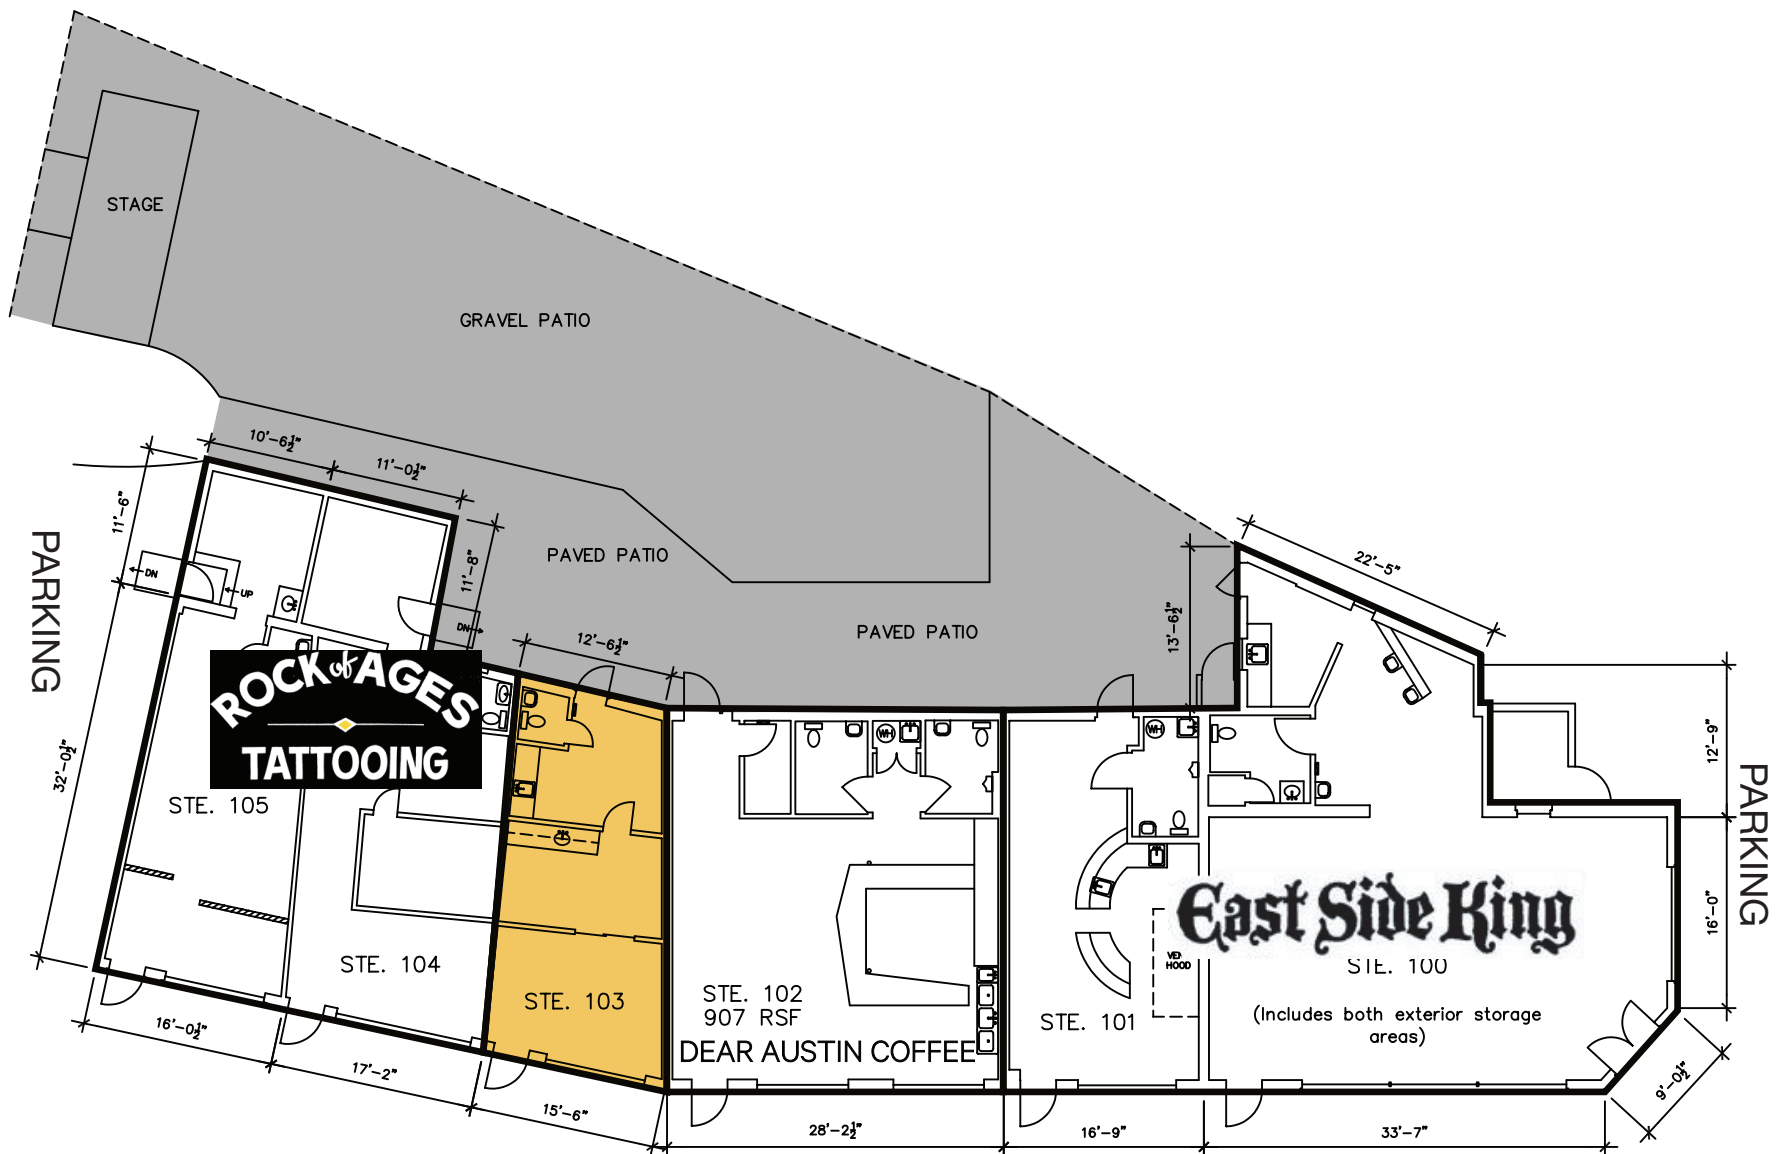 STAGE
GRAVEL PATIO
10'-6½"
11'-0½"
11'-6"
PARKING
DN
UP
11'-8"
DN
PAVED PATIO
12'-6½"
PAVED PATIO
13'-6½"
22'-5"
12'-9"
PARKING
16'-0"
9'-0½"
ROCK of AGES
TATTOOING
32'-0½"
STE. 105
STE. 104
STE. 103
WH
STE. 102
907 RSF
DEAR AUSTIN COFFEE
WH
STE. 101
HOOD
East Side King
STE. 100
(Includes both exterior storage
areas)
16'-0½"
17'-2"
15'-6"
28'-2½"
16'-9"
33'-7"